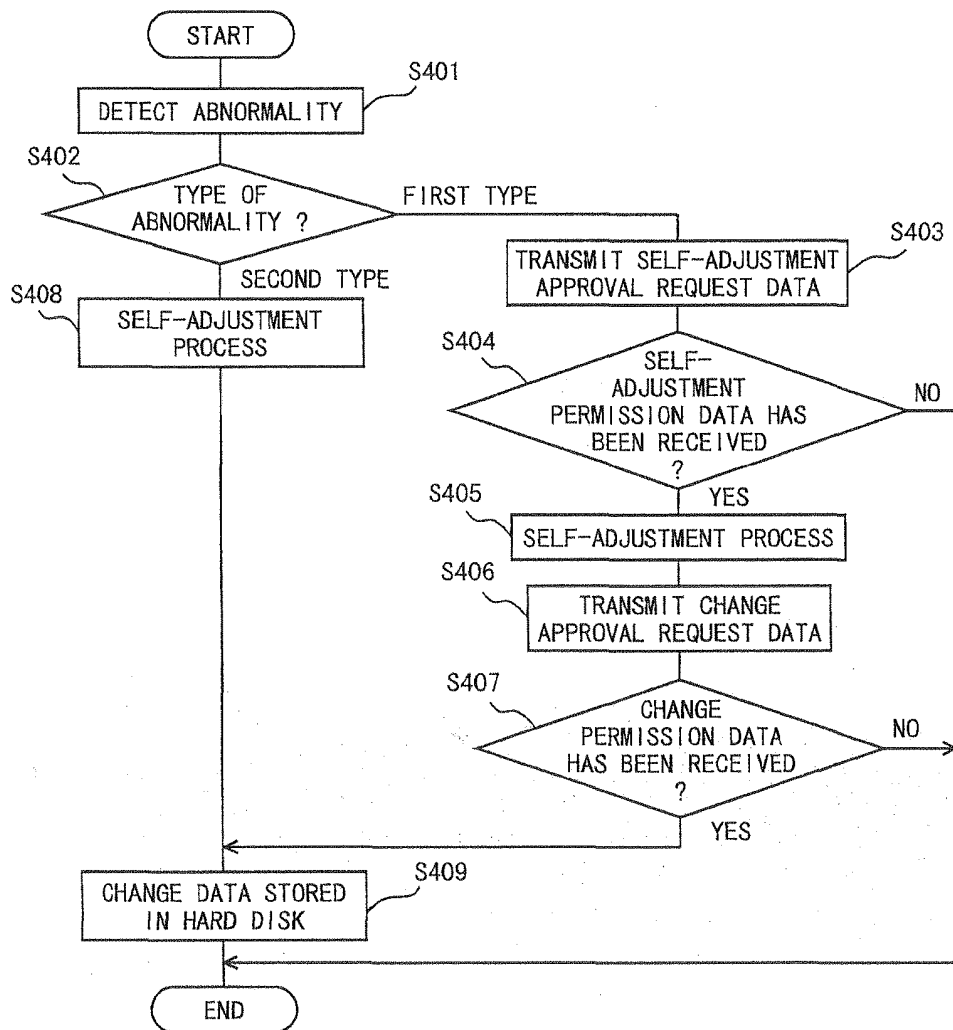 START
S401
DETECT ABNORMALITY
S402
TYPE OF
ABNORMALITY ?
FIRST TYPE
SECOND TYPE
S403
TRANSMIT SELF-ADJUSTMENT
APPROVAL REQUEST DATA
S408
SELF-ADJUSTMENT
PROCESS
S404
SELF-
ADJUSTMENT
PERMISSION DATA HAS
BEEN RECEIVED
?
NO
YES
S405
SELF-ADJUSTMENT PROCESS
S406
TRANSMIT CHANGE
APPROVAL REQUEST DATA
S407
CHANGE
PERMISSION DATA
HAS BEEN RECEIVED
?
NO
YES
S409
CHANGE DATA STORED
IN HARD DISK
END